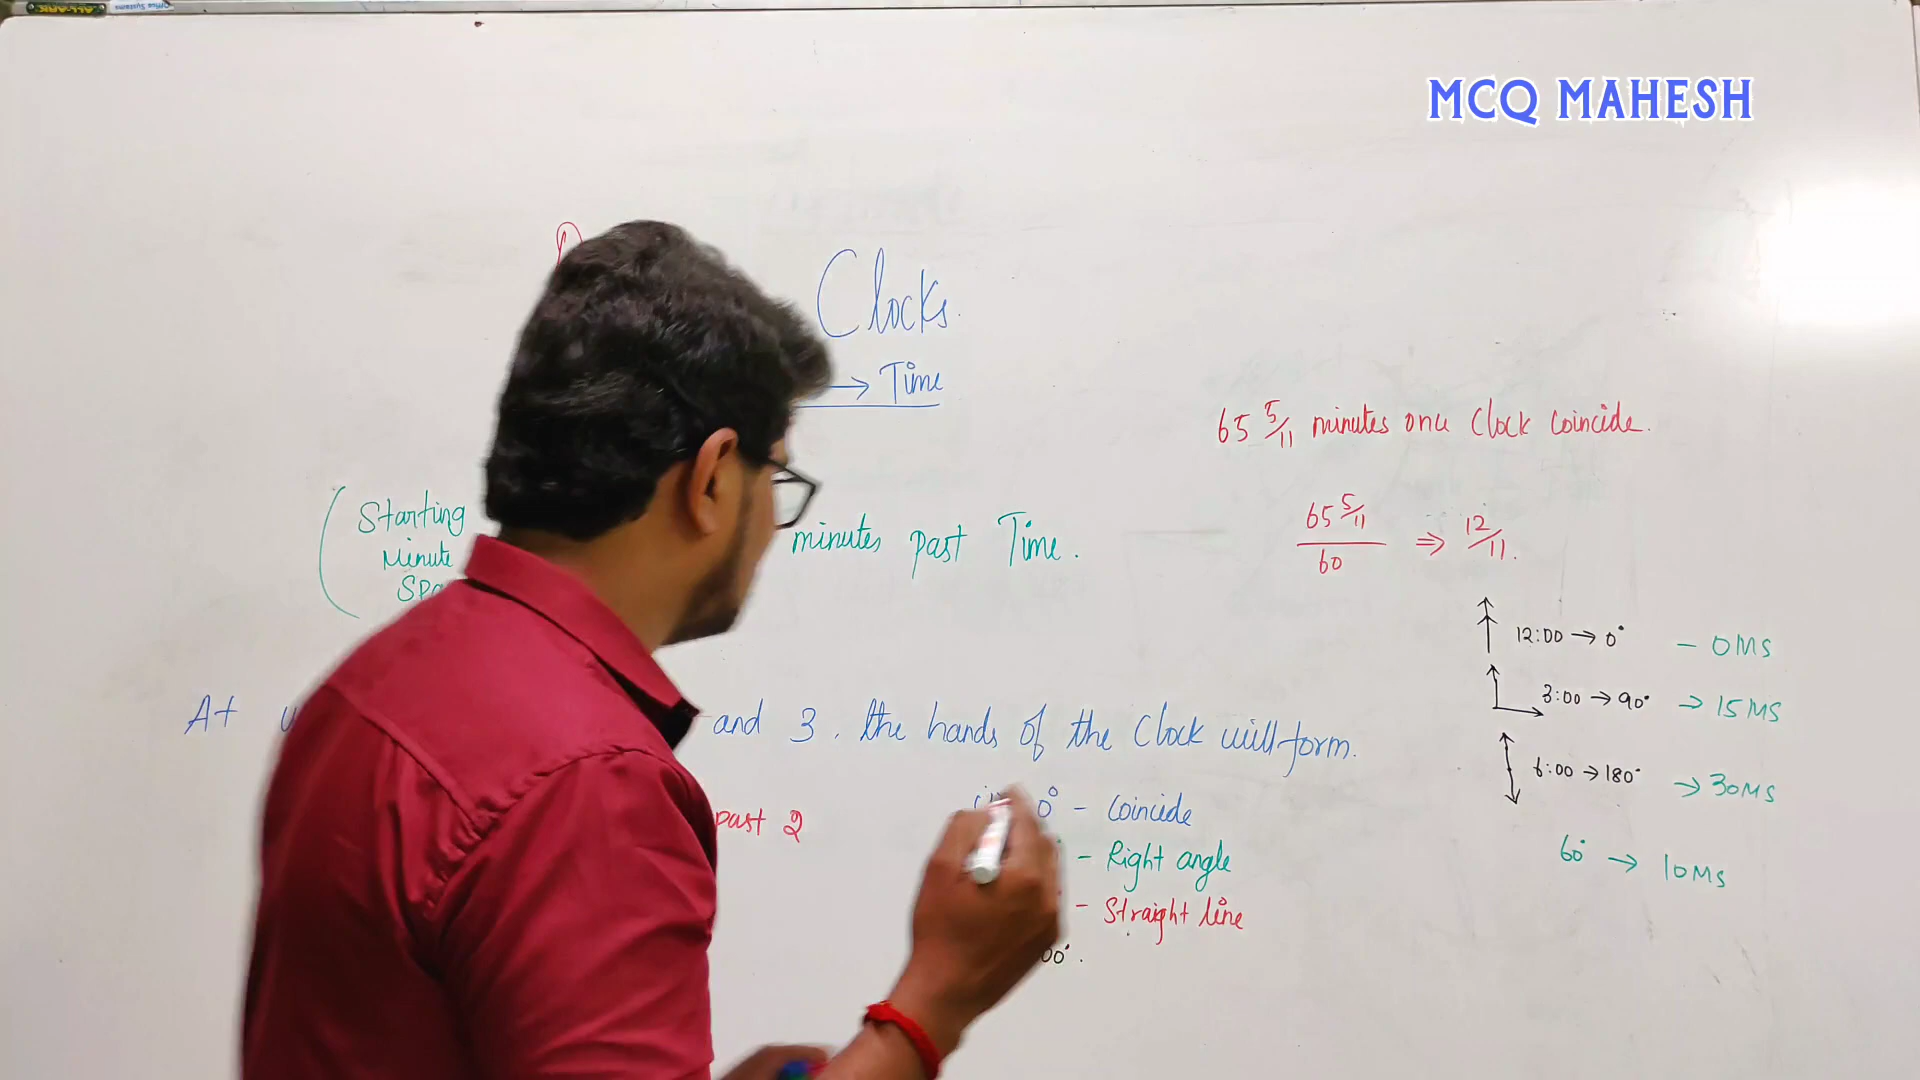 MCQ MAHESH
Clocks.
→ Time
65 5/11 minutes once Clock Coincide.
65 5/11 / 60 ⇒ 12/11.
(Starting
Minute
minutes past Time.
12:00 → 0° - 0MS
3:00 → 90° → 15MS
6:00 → 180° → 30MS
60° → 10MS
At and 3, the hands of the Clock will form.
past 2
0° - Coincide
- Right angle
- Straight line